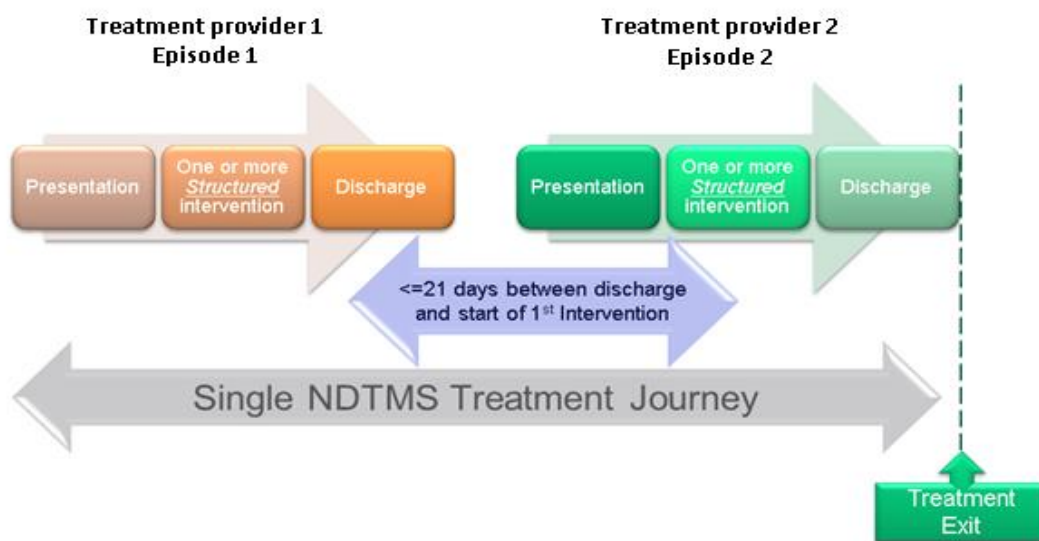 Treatment provider 1
Episode 1
Treatment provider 2
Episode 2
Presentation
One or more
Structured
intervention
Discharge
Presentation
One or more
Structured
intervention
Discharge
<=21 days between discharge
and start of 1st Intervention
Single NDTMS Treatment Journey
Treatment
Exit